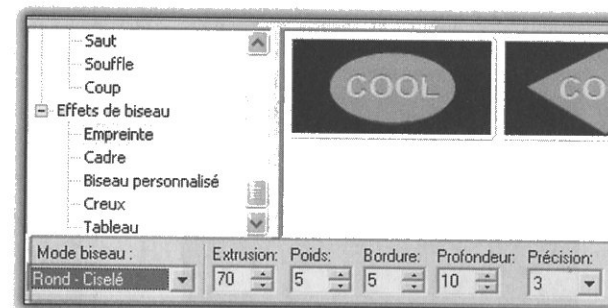 Saut
Souffle
Coup
Effets de biseau
Empreinte
Cadre
Biseau personnalisé
Creux
Tableau
COOL
CO
Mode biseau :
Extrusion:
Poids:
Bordure:
Profondeur:
Précision:
Rond - Ciselé
70
5
5
10
3